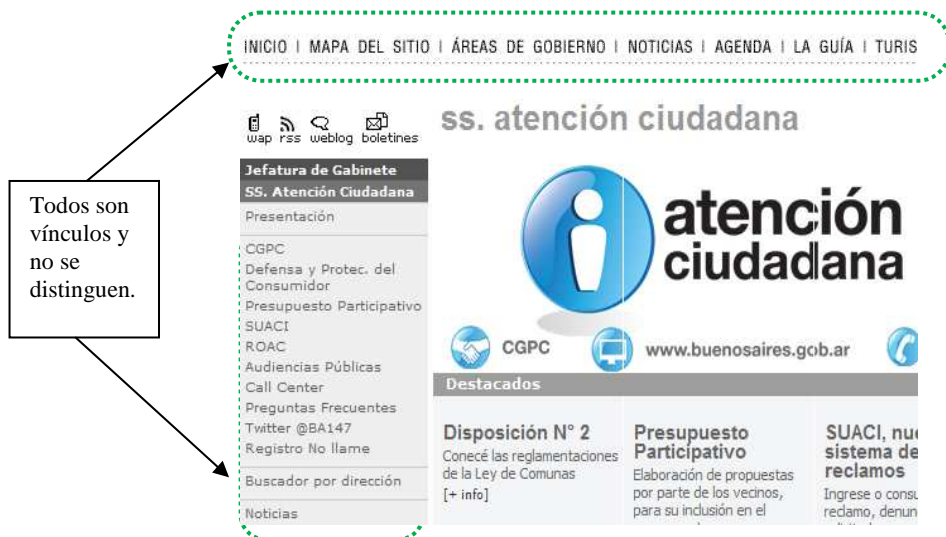 INICIO | MAPA DEL SITIO | ÁREAS DE GOBIERNO | NOTICIAS | AGENDA | LA GUÍA | TURIS
wap rss weblog boletines
ss. atención ciudadana
Jefatura de Gabinete
SS. Atención Ciudadana
Presentación
CGPC
Defensa y Protec. del
Consumidor
Presupuesto Participativo
SUACI
ROAC
Audiencias Públicas
Call Center
Preguntas Frecuentes
Twitter @BA147
Registro No llame
Buscador por dirección
Noticias
Todos son
vínculos y
no se
distinguen.
atención
ciudadana
CGPC
www.buenosaires.gob.ar
Destacados
Disposición N° 2
Conecé las reglamentaciones
de la Ley de Comunas
[+ info]
Presupuesto
Participativo
Elaboración de propuestas
por parte de los vecinos,
para su inclusión en el
SUACI, nue
sistema de
reclamos
Ingrese o consu
reclamo, denun